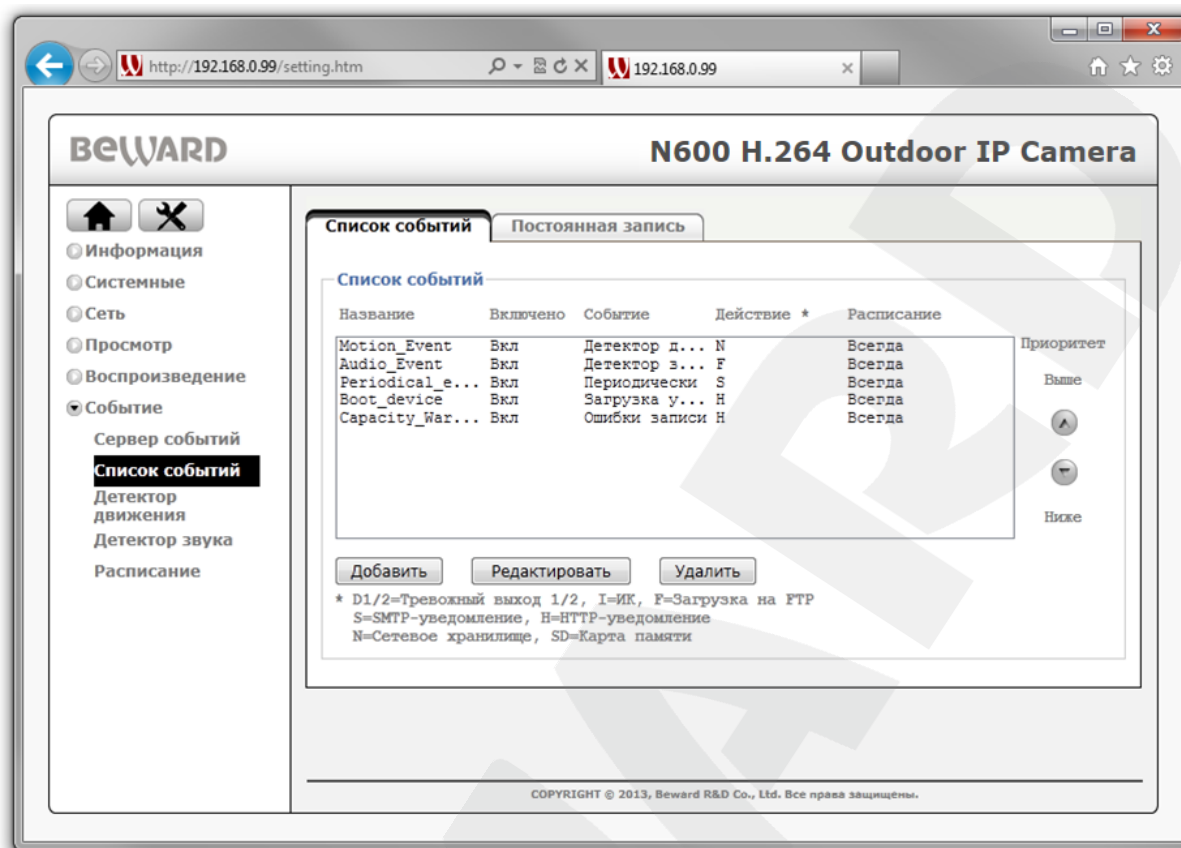 http://192.168.0.99/setting.htm
192.168.0.99
BEWARD
N600 H.264 Outdoor IP Camera
Информация
Системные
Сеть
Просмотр
Воспроизведение
Событие
Сервер событий
Список событий
Детектор
движения
Детектор звука
Расписание
Список событий
Постоянная запись
Список событий
Название Включено Событие Действие * Расписание
Motion_Event Вкл Детектор д... N Всегда
Audio_Event Вкл Детектор з... F Всегда
Periodical_e... Вкл Периодически S Всегда
Boot_device Вкл Загрузка у... H Всегда
Capacity_War... Вкл Ошибки записи H Всегда
Приоритет
Выше
Ниже
Добавить Редактировать Удалить
* D1/2=Тревожный выход 1/2, I=ИК, F=Загрузка на FTP
S=SMTP-уведомление, H=HTTP-уведомление
N=Сетевое хранилище, SD=Карта памяти
COPYRIGHT © 2013, Beward R&D Co., Ltd. Все права защищены.